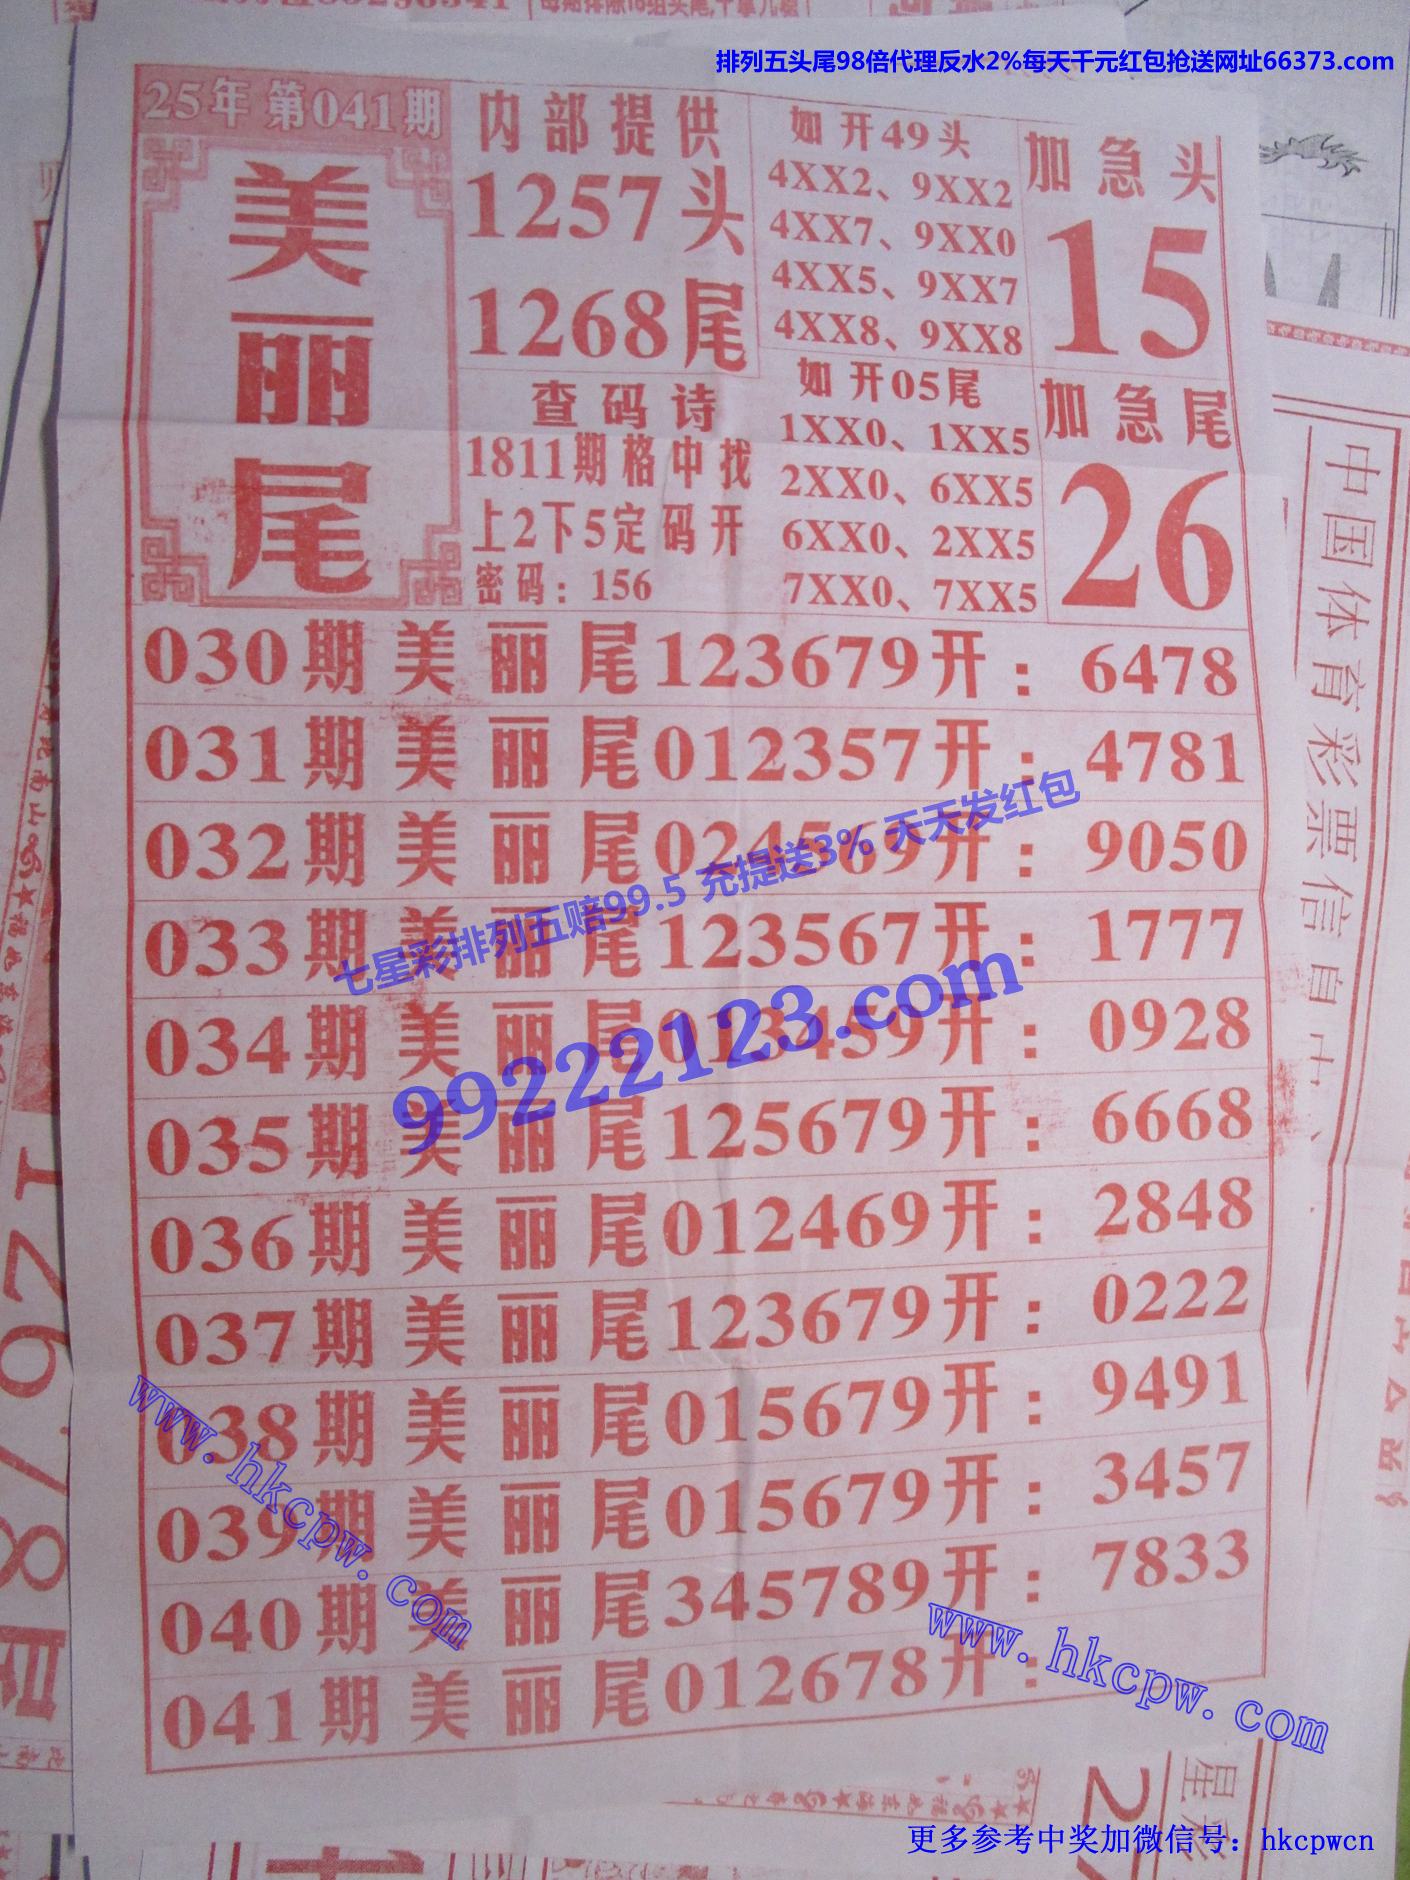 排列五头尾98倍代理反水2%每天千元红包抢送网址66373.com
25年 第041期
美丽尾
内部提供
1257头
1268尾
如开49头
4XX2、9XX2
4XX7、9XX0
4XX5、9XX7
4XX8、9XX8
加急头
15
查码诗
1811期格中找
上2下5定码开
密码：156
如开05尾
1XX0、1XX5
2XX0、6XX5
6XX0、2XX5
7XX0、7XX5
加急尾
26
030期美丽尾123679开：6478
031期美丽尾012357开：4781
032期美丽尾024569开：9050
033期美丽尾123567开：1777
034期美丽尾013459开：0928
035期美丽尾125679开：6668
036期美丽尾012469开：2848
037期美丽尾123679开：0222
038期美丽尾015679开：9491
039期美丽尾015679开：3457
040期美丽尾345789开：7833
041期美丽尾012678开：
七星彩排列五赔99.5 充提送3% 天天发红包
99222123.com
www.hkcpw.com
www.hkcpw.com
中国体育彩票信息
星彩
更多参考中奖加微信号：hkcpwcn